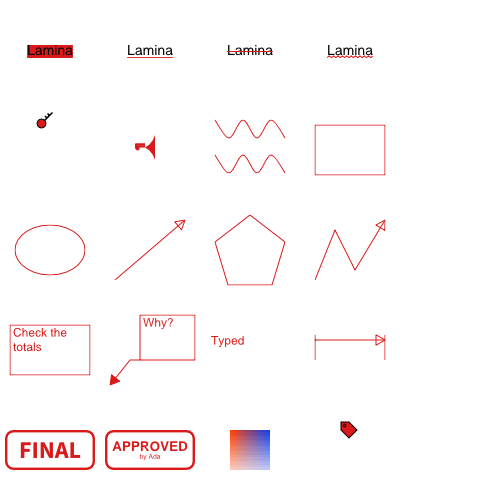 Lamina Lamina Lamina Lamina
Check the
totals
Why?
Typed
FINAL
APPROVED
by Ada